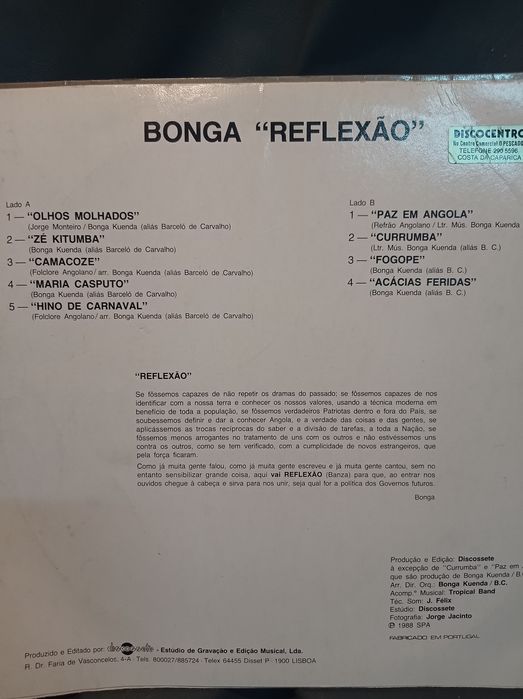 BONGA “REFLEXÃO”
DISCOCENTRO
No Centro Comercial O PESCADO
TELEFONE 290 5596
COSTA DA CAPARICA
Lado A
1 — “OLHOS MOLHADOS”
(Jorge Monteiro / Bonga Kuenda (aliás Barceló de Carvalho)
2 — “ZÉ KITUMBA”
(Bonga Kuenda (aliás Barceló de Carvalho)
3 — “CAMACOZE”
(Folclore Angolano / arr. Bonga Kuenda (aliás Barceló de Carvalho)
4 — “MARIA CASPUTO”
(Bonga Kuenda (aliás Barceló de Carvalho)
5 — “HINO DE CARNAVAL”
(Folclore Angolano / arr. Bonga Kuenda (aliás Barceló de Carvalho)
Lado B
1 — “PAZ EM ANGOLA”
(Refrão Angolano / Ltr. Mús. Bonga Kuenda
2 — “CURRUMBA”
(Ltr. Mús. Bonga Kuenda (aliás B. C.)
3 — “FOGOPE”
(Bonga Kuenda (aliás B. C.)
4 — “ACÁCIAS FERIDAS”
(Bonga Kuenda (aliás B. C.)
“REFLEXÃO”
Se fôssemos capazes de não repetir os dramas do passado; se fôssemos capazes de nos
identificar com a nossa terra e conhecer os nossos valores, usando a técnica moderna em
benefício de toda a população, se fôssemos verdadeiros Patriotas dentro e fora do País, se
soubessemos definir e dar a conhecer Angola, e a verdade das coisas e das gentes, se
aplicássemos as trocas recíprocas do saber e a divisão de tarefas, a toda a Nação, se
fôssemos menos arrogantes no tratamento de uns com os outros e não estivéssemos uns
contra os outros, como se tem verificado, com a cumplicidade de novos estrangeiros, que
pela força ficaram.
Como já muita gente falou, como já muita gente escreveu e já muita gente cantou, sem no
entanto sensibilizar grande coisa, aqui vai REFLEXÃO (Banza) para que, ao entrar nos
ouvidos chegue à cabeça e sirva para nos unir, seja qual for a política dos Governos futuros.
Bonga
Produção e Edição: Discossete
à excepção de “Currumba” e “Paz em
que são produção de Bonga Kuenda / B
Arr. Dir. Orq.: Bonga Kuenda / B.C.
Acomp.º Musical: Tropical Band
Téc. Som: J. Félix
Estúdio: Discossete
Fotografia: Jorge Jacinto
℗ 1988 SPA
FABRICADO EM PORTUGAL
Produzido e Editado por: discossete - Estúdio de Gravação e Edição Musical, Lda.
R. Dr. Faria de Vasconcelos, 4-A · Tels. 800027/885724 · Telex 64455 Disset P · 1900 LISBOA